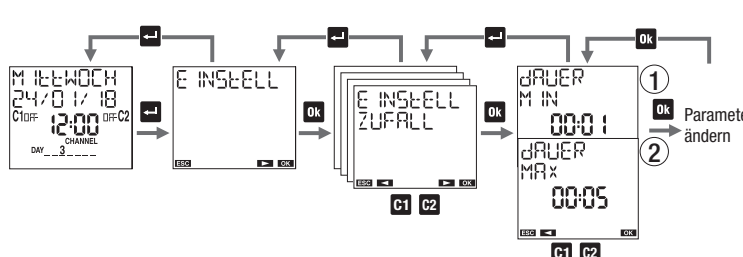 MIttWOCH
24/01/18
C1OFF 12:00 OFFC2
CHANNEL
DAY 3
EINStELL
ESC OK
Ok
EINStELL
ZUFALL
ESC OK
C1 C2
Ok
Ok
dAUER
MIN
00:01
1
dAUER
MAx
00:05
2
ESC OK
C1 C2
Ok
Paramete
ändern